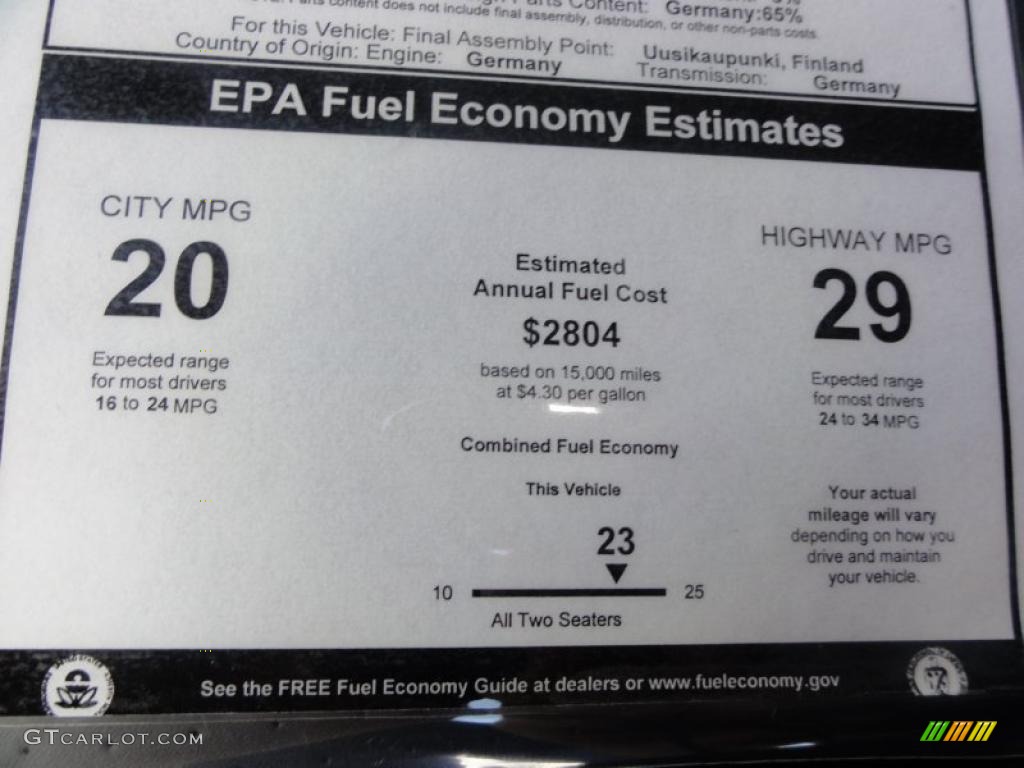 Parts Content: Germany:65%
content does not include final assembly, distribution, or other non-parts costs.
For this Vehicle: Final Assembly Point: Uusikaupunki, Finland
Country of Origin: Engine: Germany Transmission: Germany
EPA Fuel Economy Estimates
CITY MPG
20
Expected range
for most drivers
16 to 24 MPG
Estimated
Annual Fuel Cost
$2804
based on 15,000 miles
at $4.30 per gallon
Combined Fuel Economy
This Vehicle
23
10 25
All Two Seaters
HIGHWAY MPG
29
Expected range
for most drivers
24 to 34 MPG
Your actual
mileage will vary
depending on how you
drive and maintain
your vehicle.
See the FREE Fuel Economy Guide at dealers or www.fueleconomy.gov
GTCARLOT.COM